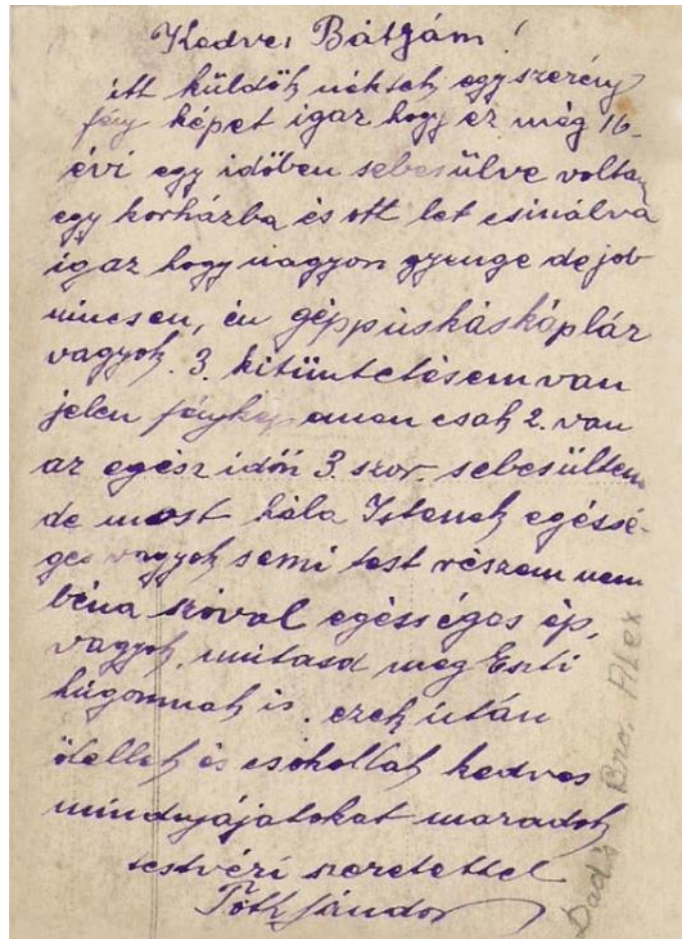 Kedves Bátyám!
itt küldök néktek egy szerény
fény képet igaz hogy ez még 16-
évi egy időben sebesülve voltam
egy korházba és ott let csinálva
igaz hogy nagyon gyenge de job
nincsen, én géppuskás káplár
vagyok. 3. kitüntetésem van
jelen fénykép emen csak 2. van
az egész időn 3. szor. sebesültem
de most hála Istenek egéssé-
ges vagyok semi test részem nem
béna szóval egésséges ép,
vagyok. mutasd meg Eszti
húgomnak is. ezek után
ölellek és csokollak kedves
mindnyájatokat maradok
testvéri szeretettel
Tóth Sándor
Dad's Bro. Alex